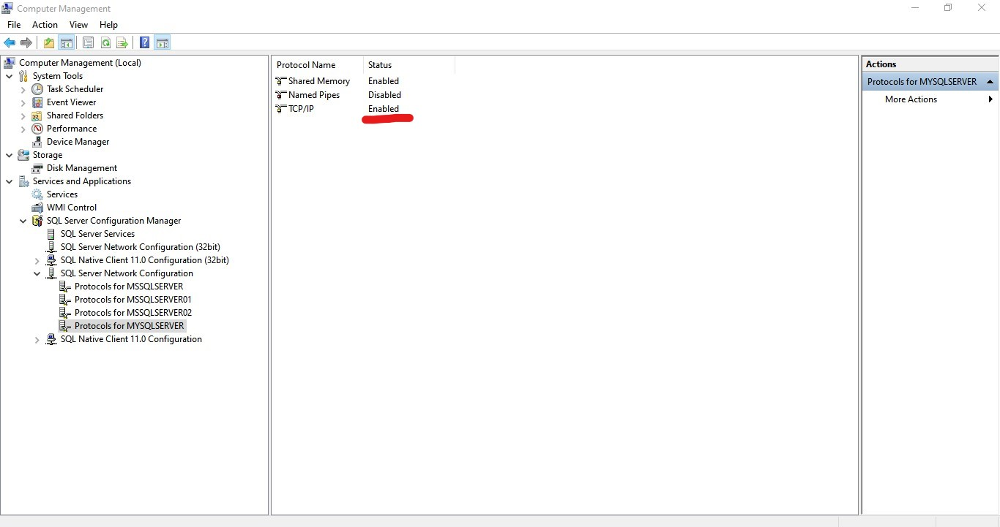 Computer Management
File Action View Help
Computer Management (Local)
System Tools
Task Scheduler
Event Viewer
Shared Folders
Performance
Device Manager
Storage
Disk Management
Services and Applications
Services
WMI Control
SQL Server Configuration Manager
SQL Server Services
SQL Server Network Configuration (32bit)
SQL Native Client 11.0 Configuration (32bit)
SQL Server Network Configuration
Protocols for MSSQLSERVER
Protocols for MSSQLSERVER01
Protocols for MSSQLSERVER02
Protocols for MYSQLSERVER
SQL Native Client 11.0 Configuration
Protocol Name Status
Shared Memory Enabled
Named Pipes Disabled
TCP/IP Enabled
Actions
Protocols for MYSQLSERVER
More Actions